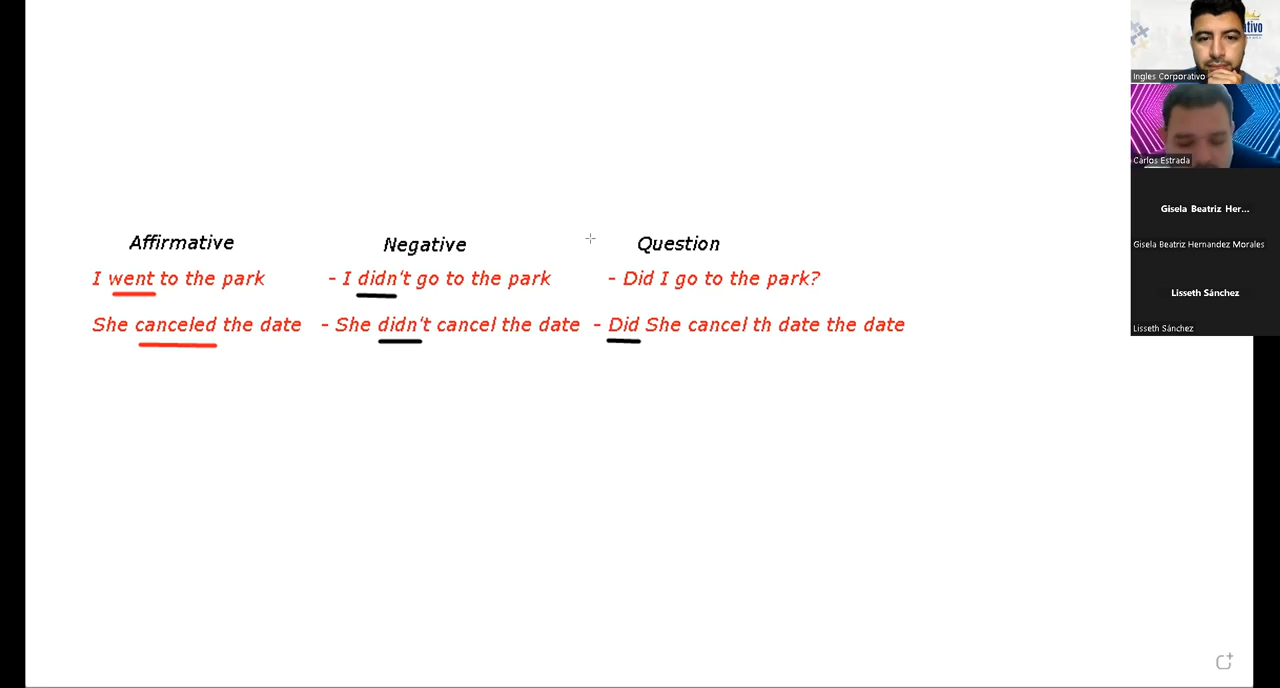 Affirmative Negative Question
I went to the park - I didn't go to the park - Did I go to the park?
She canceled the date - She didn't cancel the date - Did She cancel th date the date
tivo
Ingles Corporativo
Carlos Estrada
Gisela Beatriz Her...
Gisela Beatriz Hernandez Morales
Lisseth Sánchez
Lisseth Sánchez